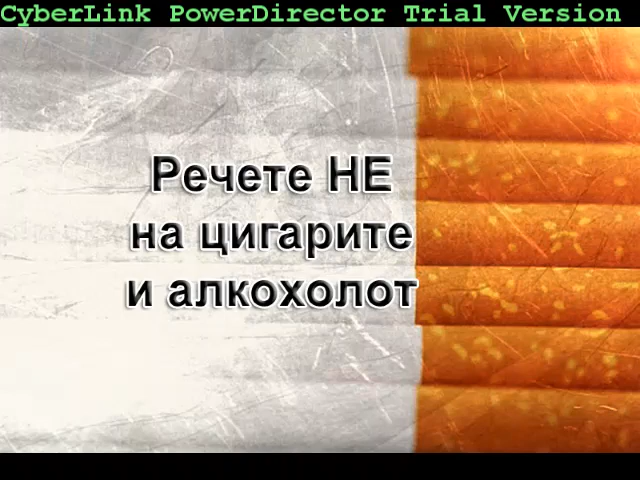 CyberLink PowerDirector Trial Version
Речете НЕ
на цигарите
и алкохолот